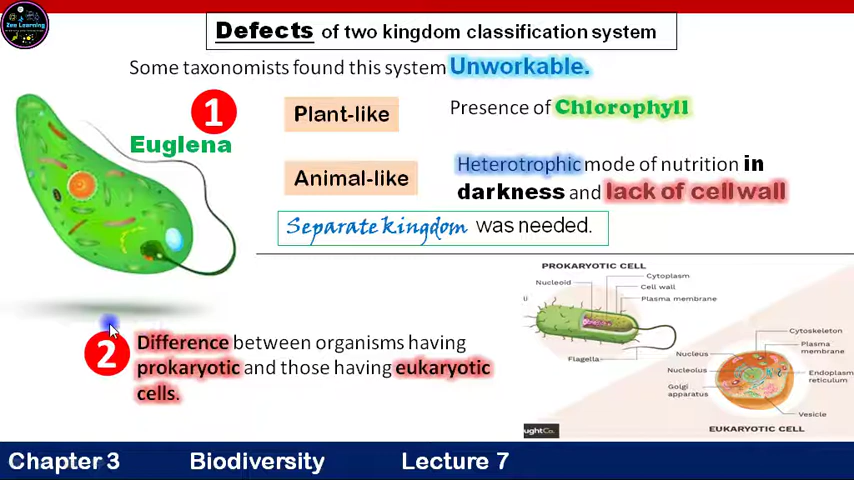 Zee Learning
Defects of two kingdom classification system
Some taxonomists found this system Unworkable.
1
Euglena
Plant-like
Presence of Chlorophyll
Animal-like
Heterotrophic mode of nutrition in
darkness and lack of cell wall
Separate kingdom was needed.
PROKARYOTIC CELL
Cytoplasm
Nucleoid
Cell wall
Plasma membrane
Flagella
Cytoskeleton
Plasma
membrane
Nucleus
Nucleolus
Endoplasm
reticulum
Golgi
apparatus
Vesicle
EUKARYOTIC CELL
ughtCo.
2
Difference between organisms having
prokaryotic and those having eukaryotic
cells.
Chapter 3 Biodiversity Lecture 7